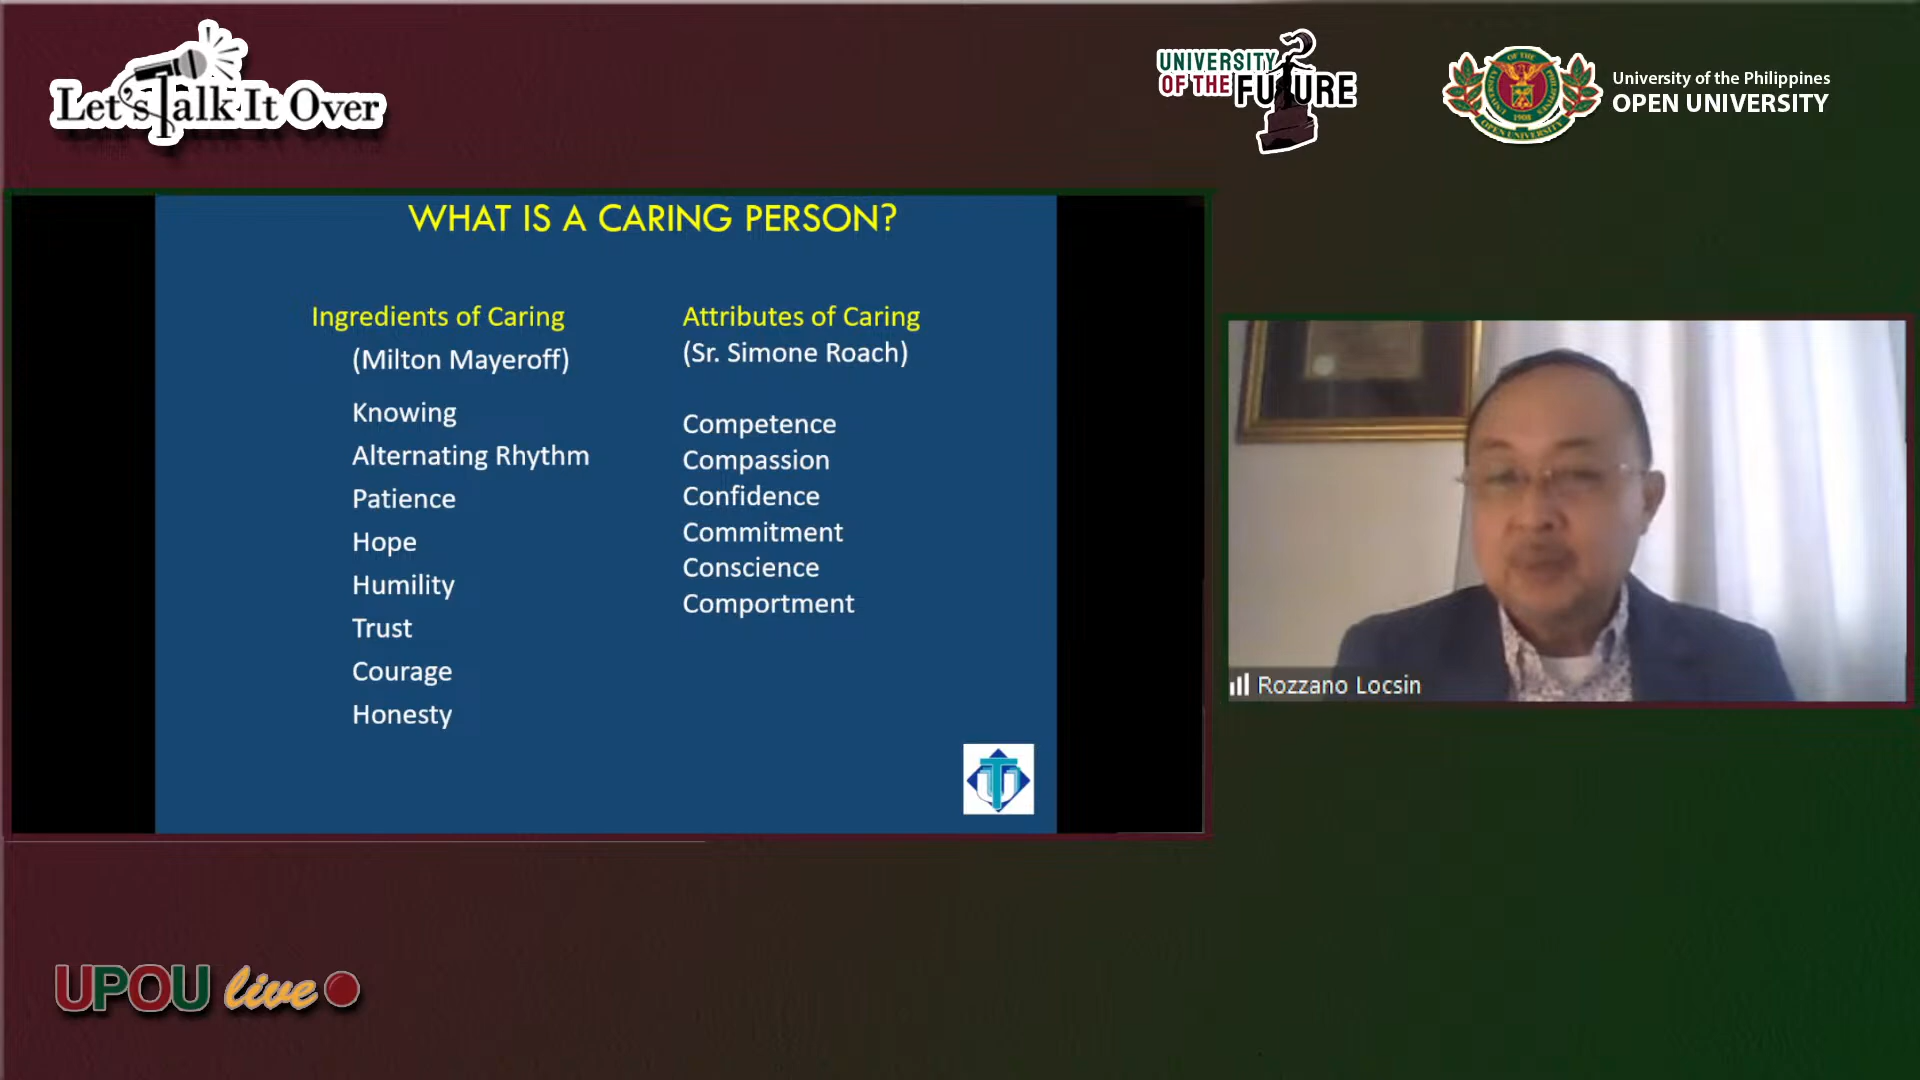 Let's Talk It Over
UNIVERSITY
OF THE FUTURE
University of the Philippines
OPEN UNIVERSITY
WHAT IS A CARING PERSON?
Ingredients of Caring
(Milton Mayeroff)
Knowing
Alternating Rhythm
Patience
Hope
Humility
Trust
Courage
Honesty
Attributes of Caring
(Sr. Simone Roach)
Competence
Compassion
Confidence
Commitment
Conscience
Comportment
Rozzano Locsin
UPOU live